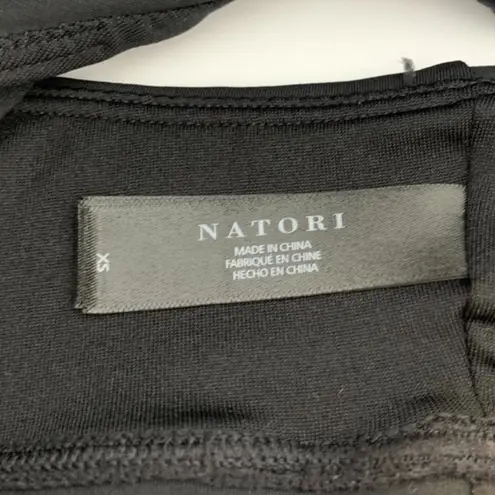 NATORI
MADE IN CHINA
FABRIQUÉ EN CHINE
HECHO EN CHINA
XS